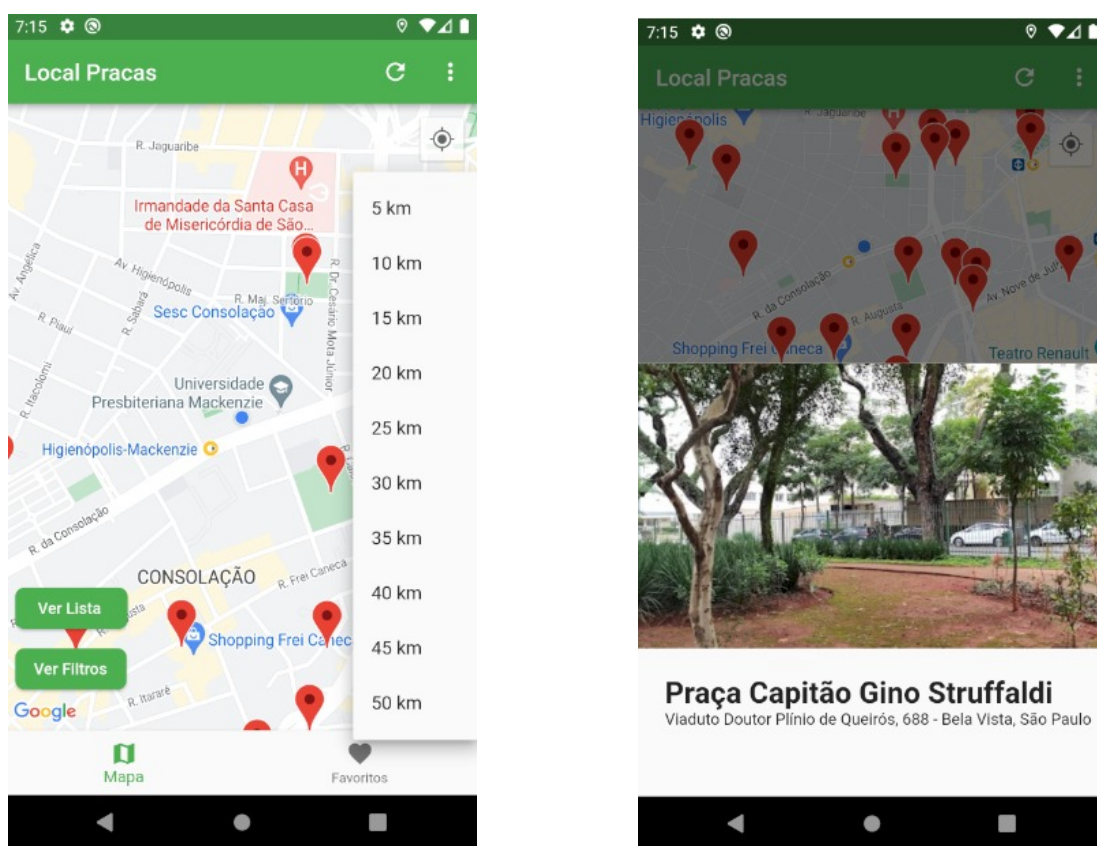 7:15
Local Pracas
R. Jaguaribe
H
Irmandade da Santa Casa
de Misericórdia de São...
Av. Angélica
Av. Higienópolis
R. Dr. Cesário Mota Júnior
R. Maj. Sertório
R. Sabará
Sesc Consolação
R. Piauí
R. Itacolomi
Universidade
Presbiteriana Mackenzie
Higienópolis-Mackenzie
R. da Consolação
CONSOLAÇÃO
R. Frei Caneca
Ver Lista
Shopping Frei Canec
Ver Filtros
R. Itararé
Google
5 km
10 km
15 km
20 km
25 km
30 km
35 km
40 km
45 km
50 km
Mapa
Favoritos
7:15
Local Pracas
R. Jaguaribe
H
Higienópolis
R. da Consolação
R. Augusta
Av. Nove de Jul
Shopping Frei Caneca
Teatro Renault
Praça Capitão Gino Struffaldi
Viaduto Doutor Plínio de Queirós, 688 - Bela Vista, São Paulo